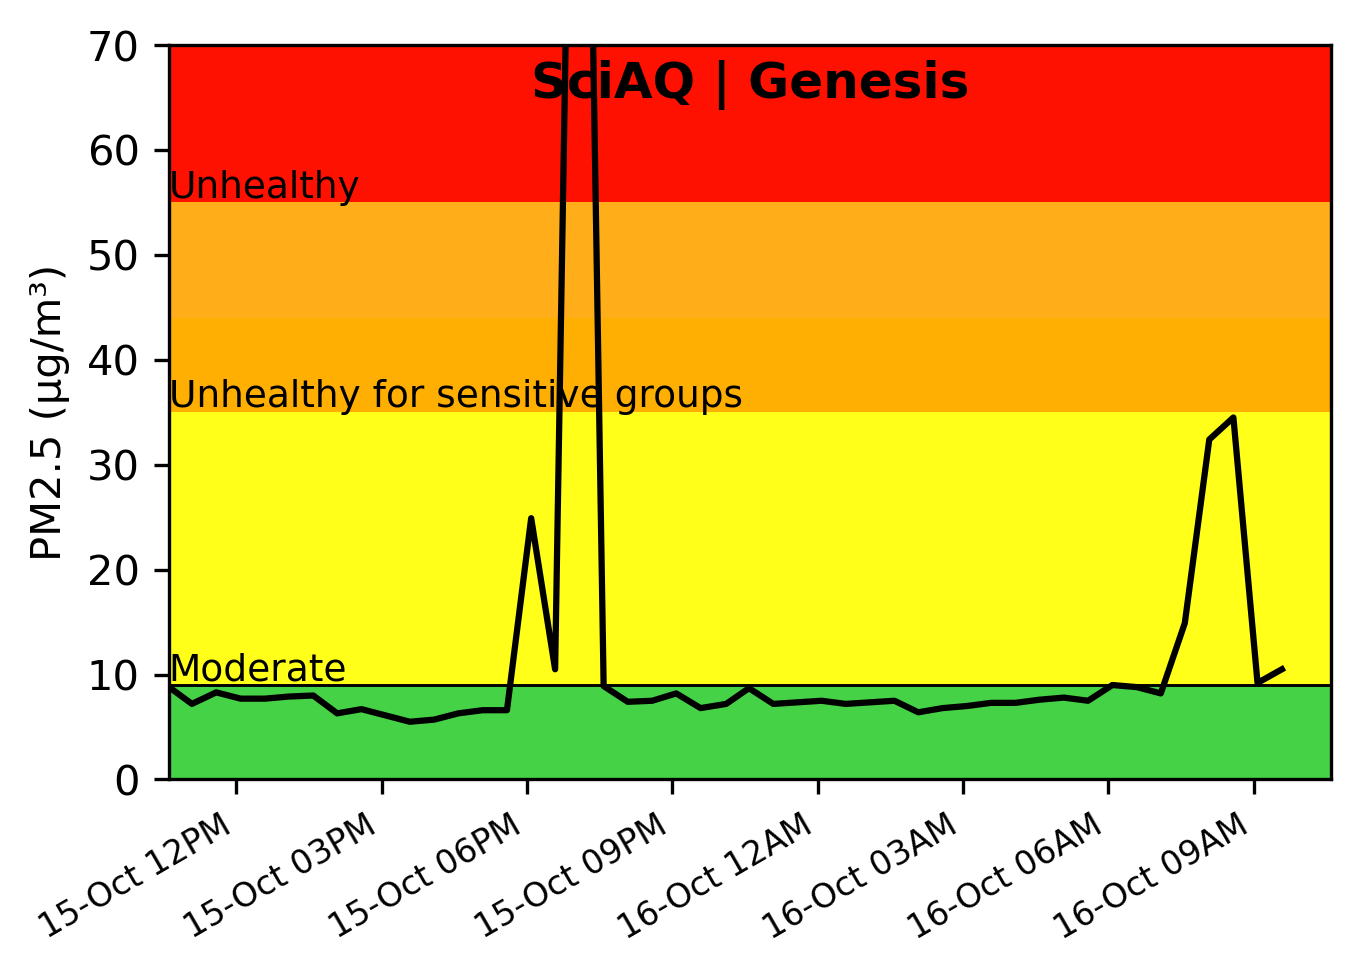 SciAQ | Genesis
70
60
50
40
30
20
10
0
PM2.5 (µg/m³)
Unhealthy
Unhealthy for sensitive groups
Moderate
15-Oct 12PM
15-Oct 03PM
15-Oct 06PM
15-Oct 09PM
16-Oct 12AM
16-Oct 03AM
16-Oct 06AM
16-Oct 09AM